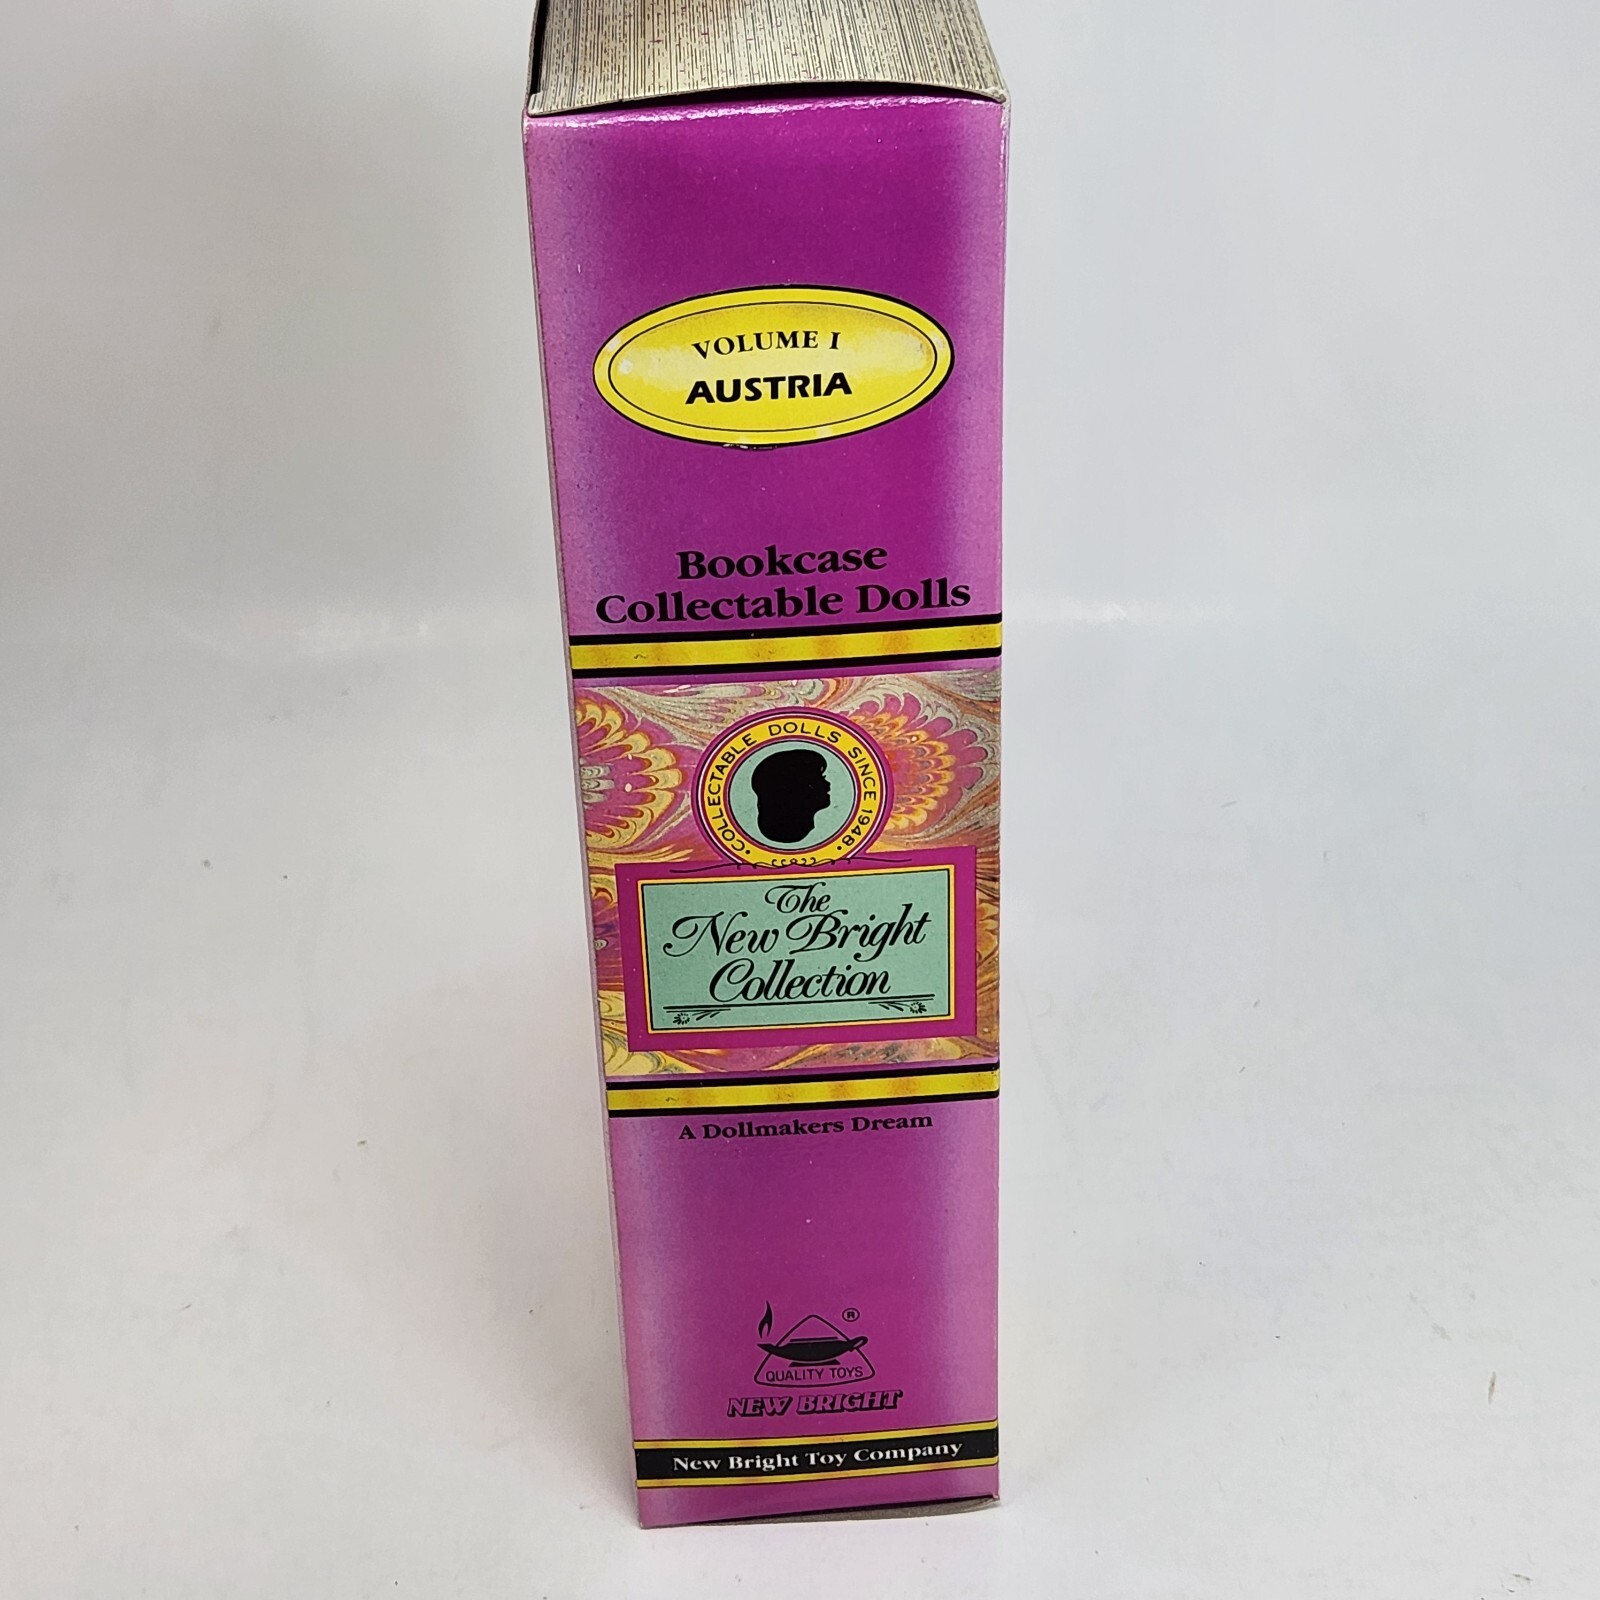 VOLUME I
AUSTRIA
Bookcase
Collectable Dolls
• COLLECTABLE DOLLS SINCE 1948 •
The
New Bright
Collection
A Dollmakers Dream
®
QUALITY TOYS
NEW BRIGHT
New Bright Toy Company